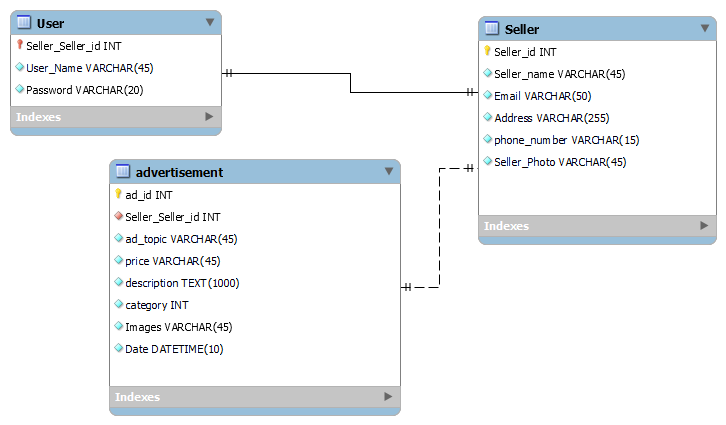 User
Seller_Seller_id INT
User_Name VARCHAR(45)
Password VARCHAR(20)
Indexes
Seller
Seller_id INT
Seller_name VARCHAR(45)
Email VARCHAR(50)
Address VARCHAR(255)
phone_number VARCHAR(15)
Seller_Photo VARCHAR(45)
Indexes
advertisement
ad_id INT
Seller_Seller_id INT
ad_topic VARCHAR(45)
price VARCHAR(45)
description TEXT(1000)
category INT
Images VARCHAR(45)
Date DATETIME(10)
Indexes